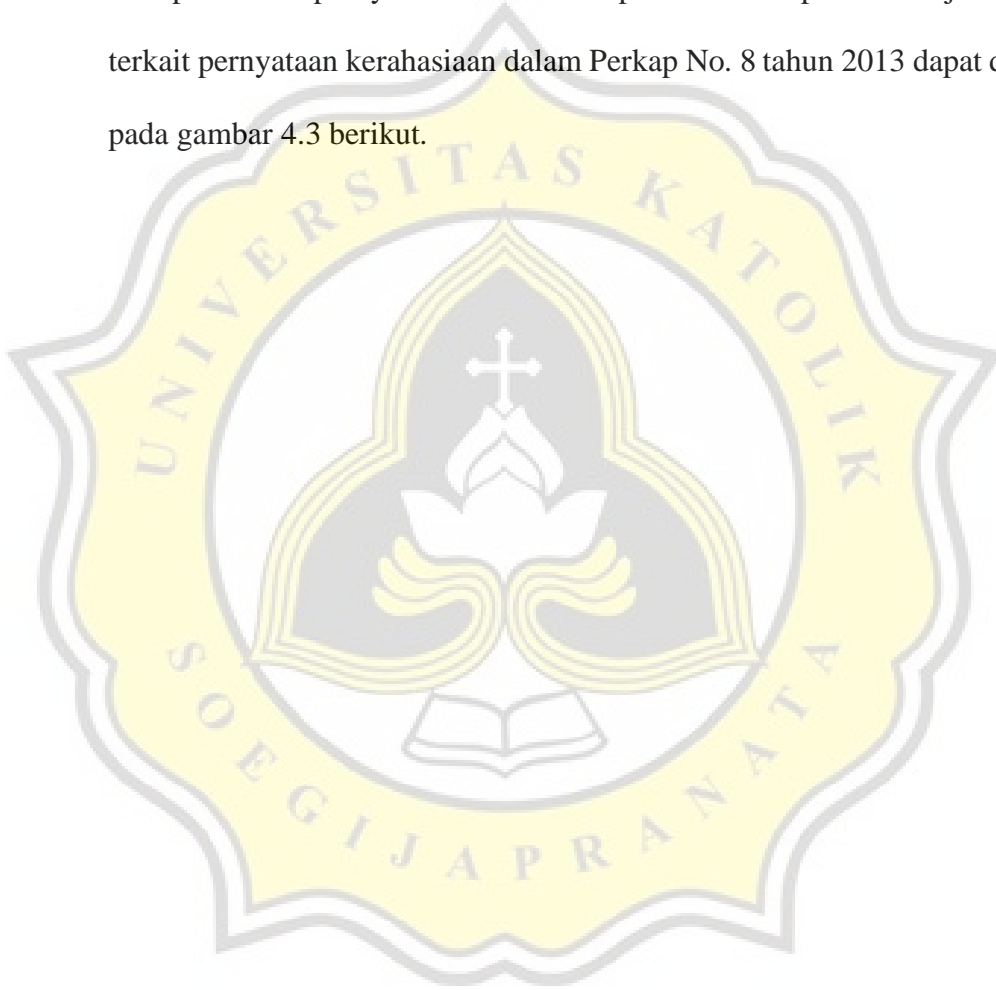 terkait pernyataan kerahasiaan dalam Perkap No. 8 tahun 2013 dapat
pada gambar 4.3 berikut.
UNIVERSITAS KATOLIK
SOEGIJAPRANATA